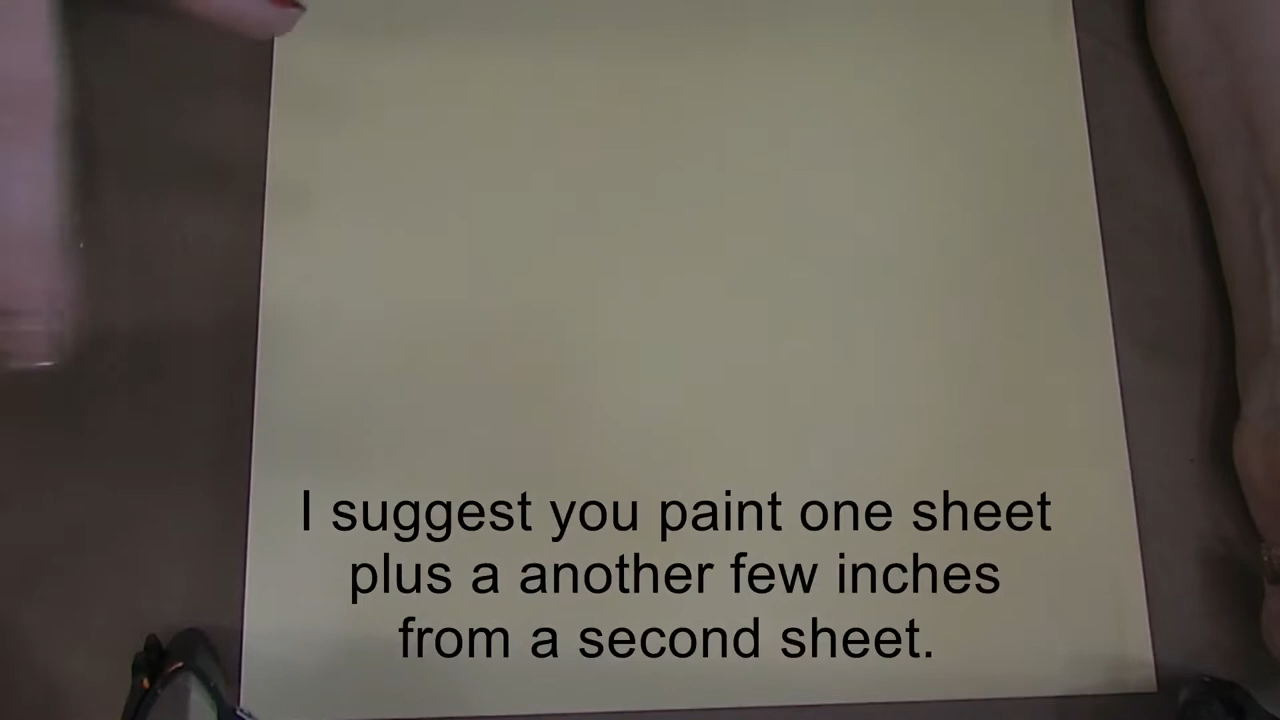 I suggest you paint one sheet
plus a another few inches
from a second sheet.